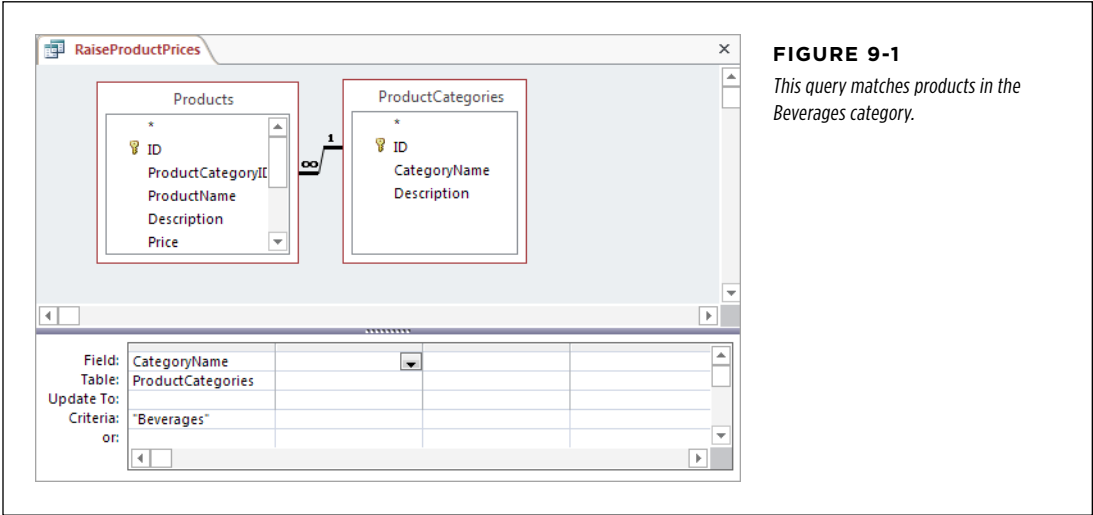 RaiseProductPrices
FIGURE 9-1
This query matches products in the
Beverages category.
Products
*
ID
ProductCategoryID
ProductName
Description
Price
∞
1
ProductCategories
*
ID
CategoryName
Description
Field: CategoryName
Table: ProductCategories
Update To:
Criteria: "Beverages"
or: